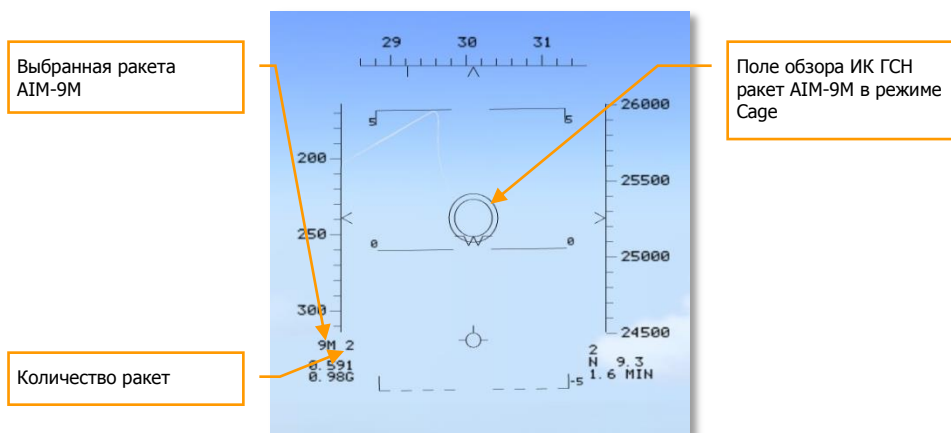 Выбранная ракета
AIM-9M
Количество ракет
29 30 31
5 5
200
250
300
0 0
26000
25500
25000
24500
9M 2
0.591
0.98G
2
N 9.3
1.6 MIN
-5
Поле обзора ИК ГСН
ракет AIM-9M в режиме
Cage